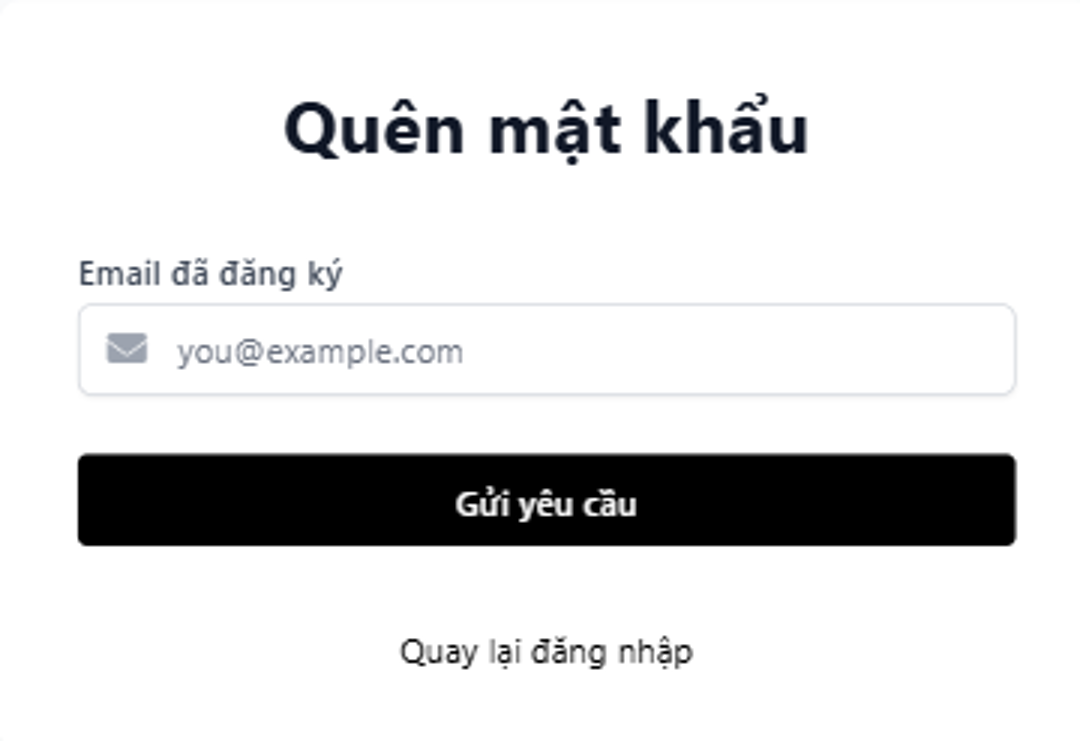 Quên mật khẩu
Email đã đăng ký
you@example.com
Gửi yêu cầu
Quay lại đăng nhập